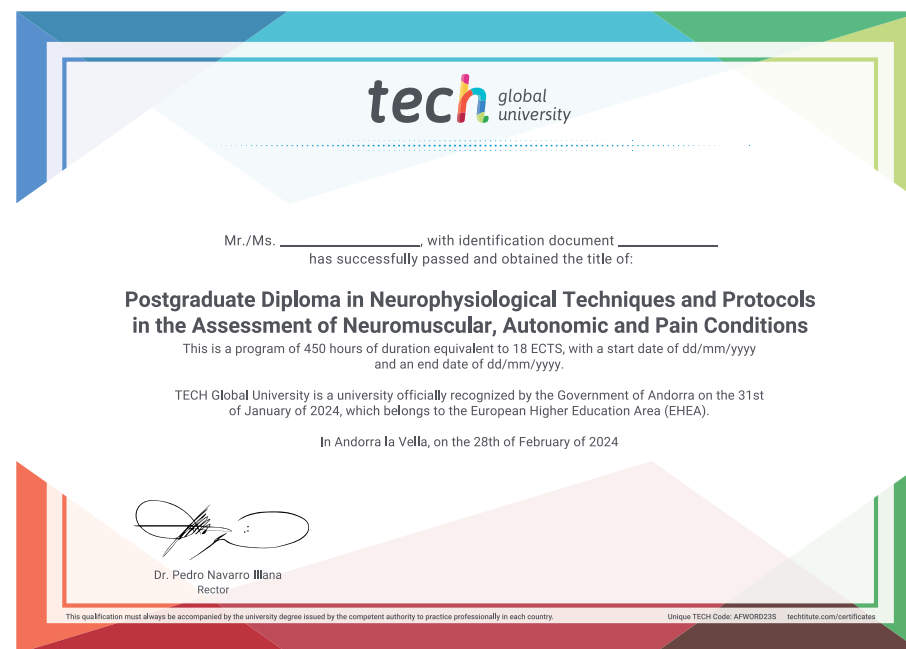 tech global university
Mr./Ms. ____________________, with identification document ______________
has successfully passed and obtained the title of:
Postgraduate Diploma in Neurophysiological Techniques and Protocols
in the Assessment of Neuromuscular, Autonomic and Pain Conditions
This is a program of 450 hours of duration equivalent to 18 ECTS, with a start date of dd/mm/yyyy
and an end date of dd/mm/yyyy.
TECH Global University is a university officially recognized by the Government of Andorra on the 31st
of January of 2024, which belongs to the European Higher Education Area (EHEA).
In Andorra la Vella, on the 28th of February of 2024
Dr. Pedro Navarro Illana
Rector
This qualification must always be accompanied by the university degree issued by the competent authority to practice professionally in each country.
Unique TECH Code: AFWORD23S techtitute.com/certificates